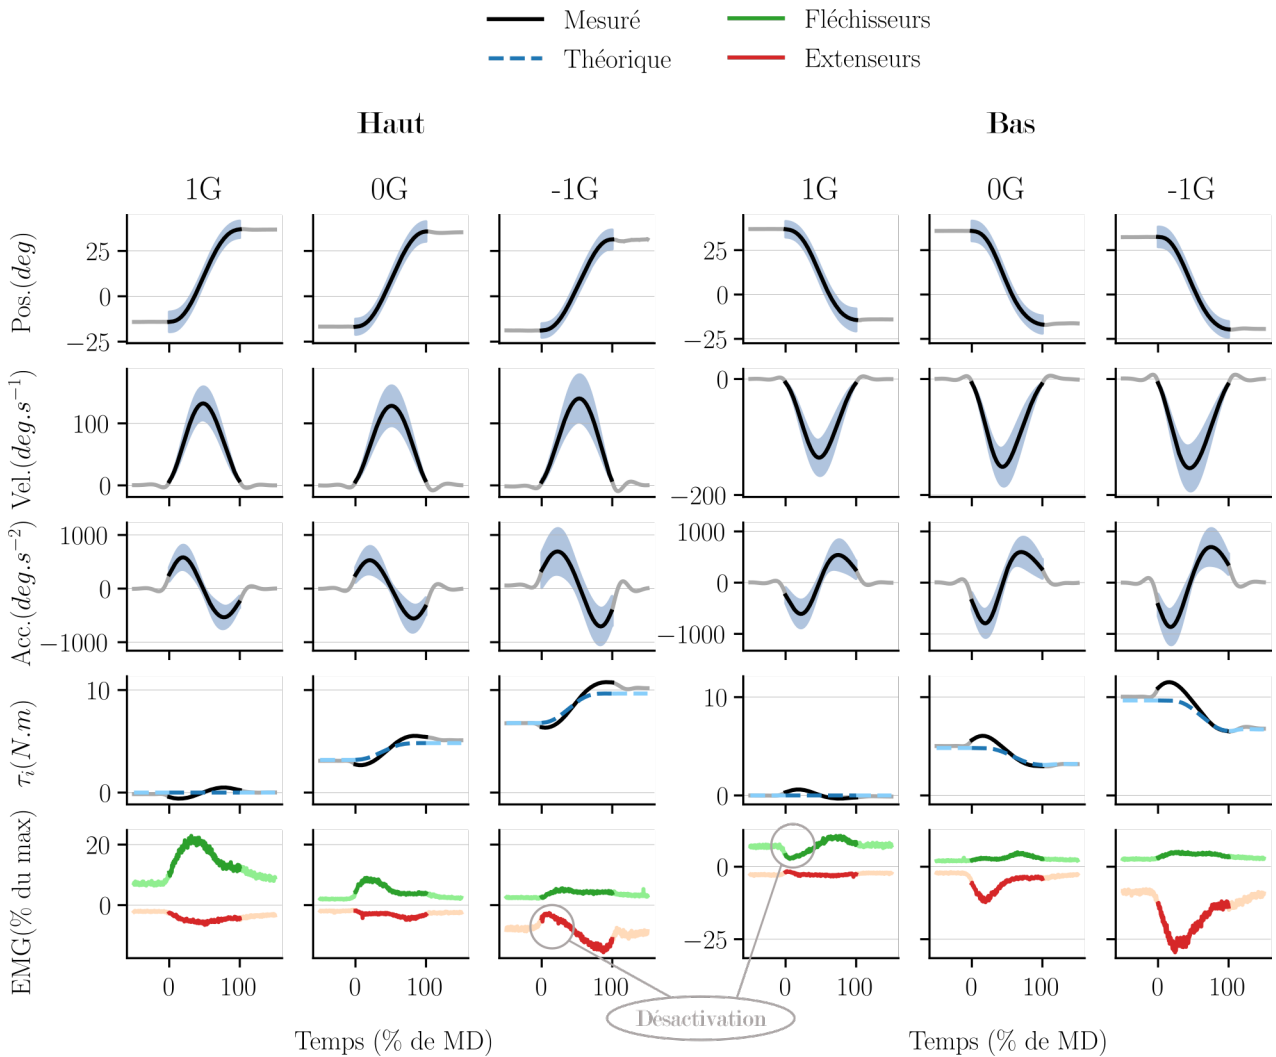 Mesuré
Fléchisseurs
Théorique
Extenseurs
Haut
Bas
1G
0G
-1G
1G
0G
-1G
Pos.(deg)
25
0
−25
25
0
−25
Vel.(deg.s⁻¹)
100
0
0
−200
Acc.(deg.s⁻²)
1000
0
−1000
1000
0
−1000
τᵢ(N.m)
10
0
10
0
EMG(% du max)
20
0
0
−25
0 100
0 100
0 100
0 100
0 100
0 100
Désactivation
Temps (% de MD)
Temps (% de MD)